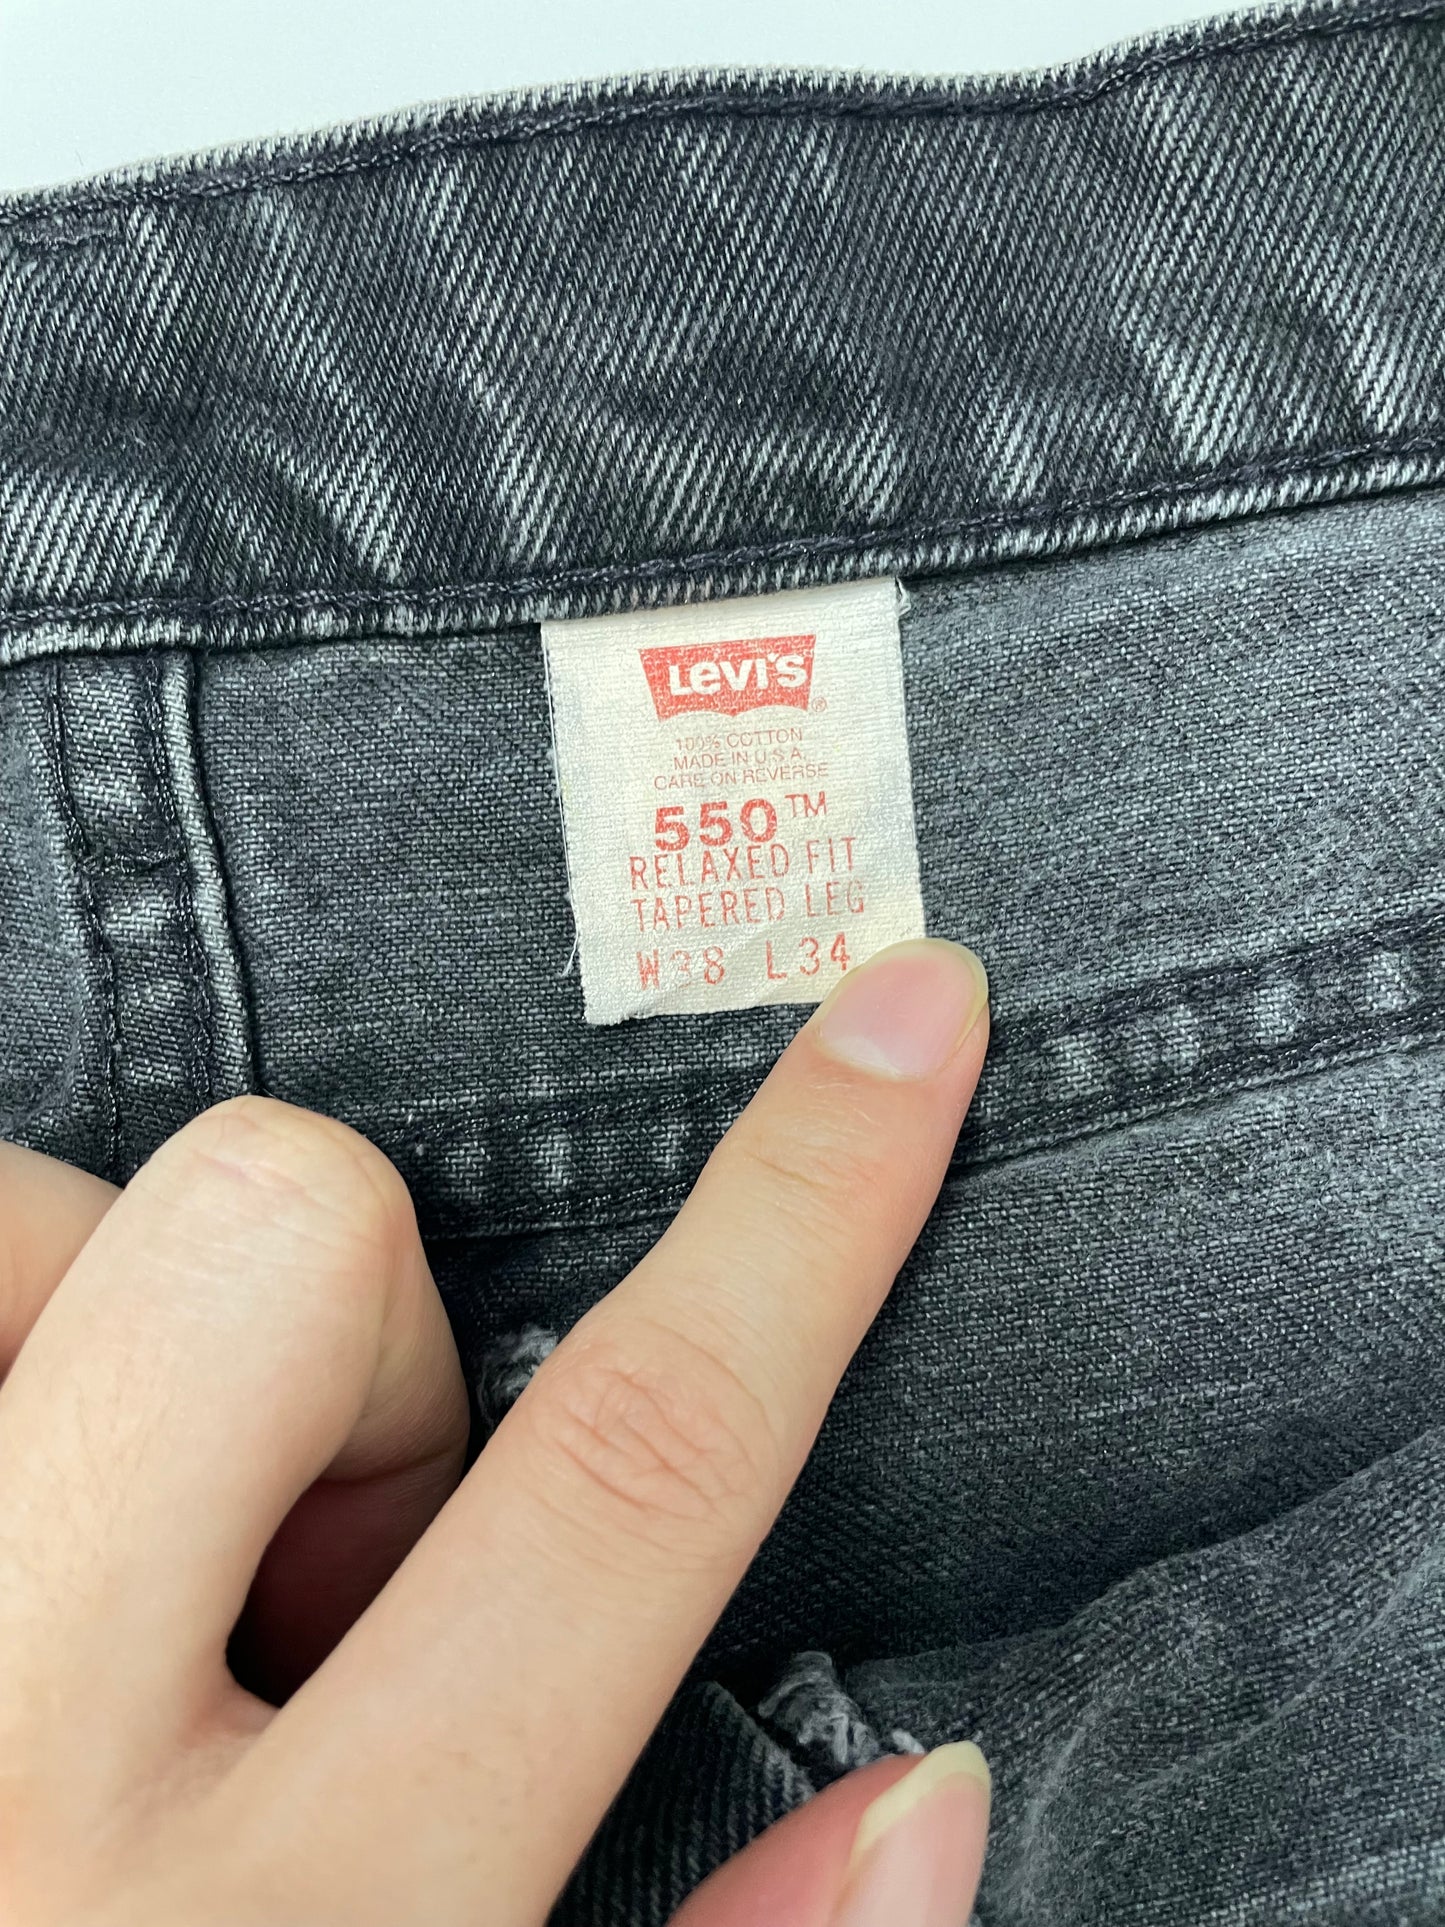 Levi's®
100% COTTON
MADE IN U.S.A.
CARE ON REVERSE
550™
RELAXED FIT
TAPERED LEG
W38 L34